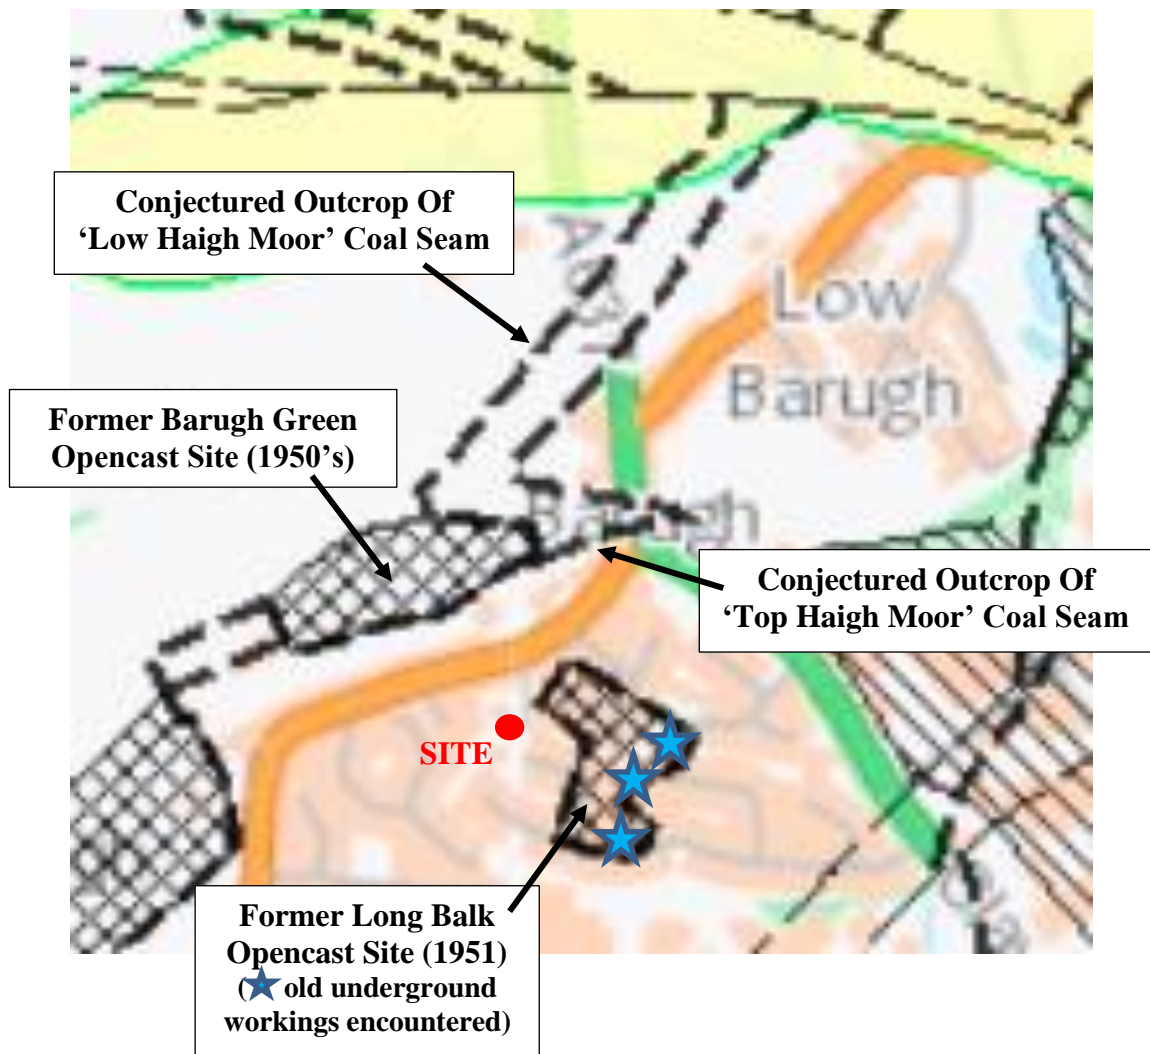 Conjectured Outcrop Of
‘Low Haigh Moor’ Coal Seam
Low
Barugh
Former Barugh Green
Opencast Site (1950's)
Barugh
Conjectured Outcrop Of
‘Top Haigh Moor’ Coal Seam
SITE
Former Long Balk
Opencast Site (1951)
( old underground
workings encountered)